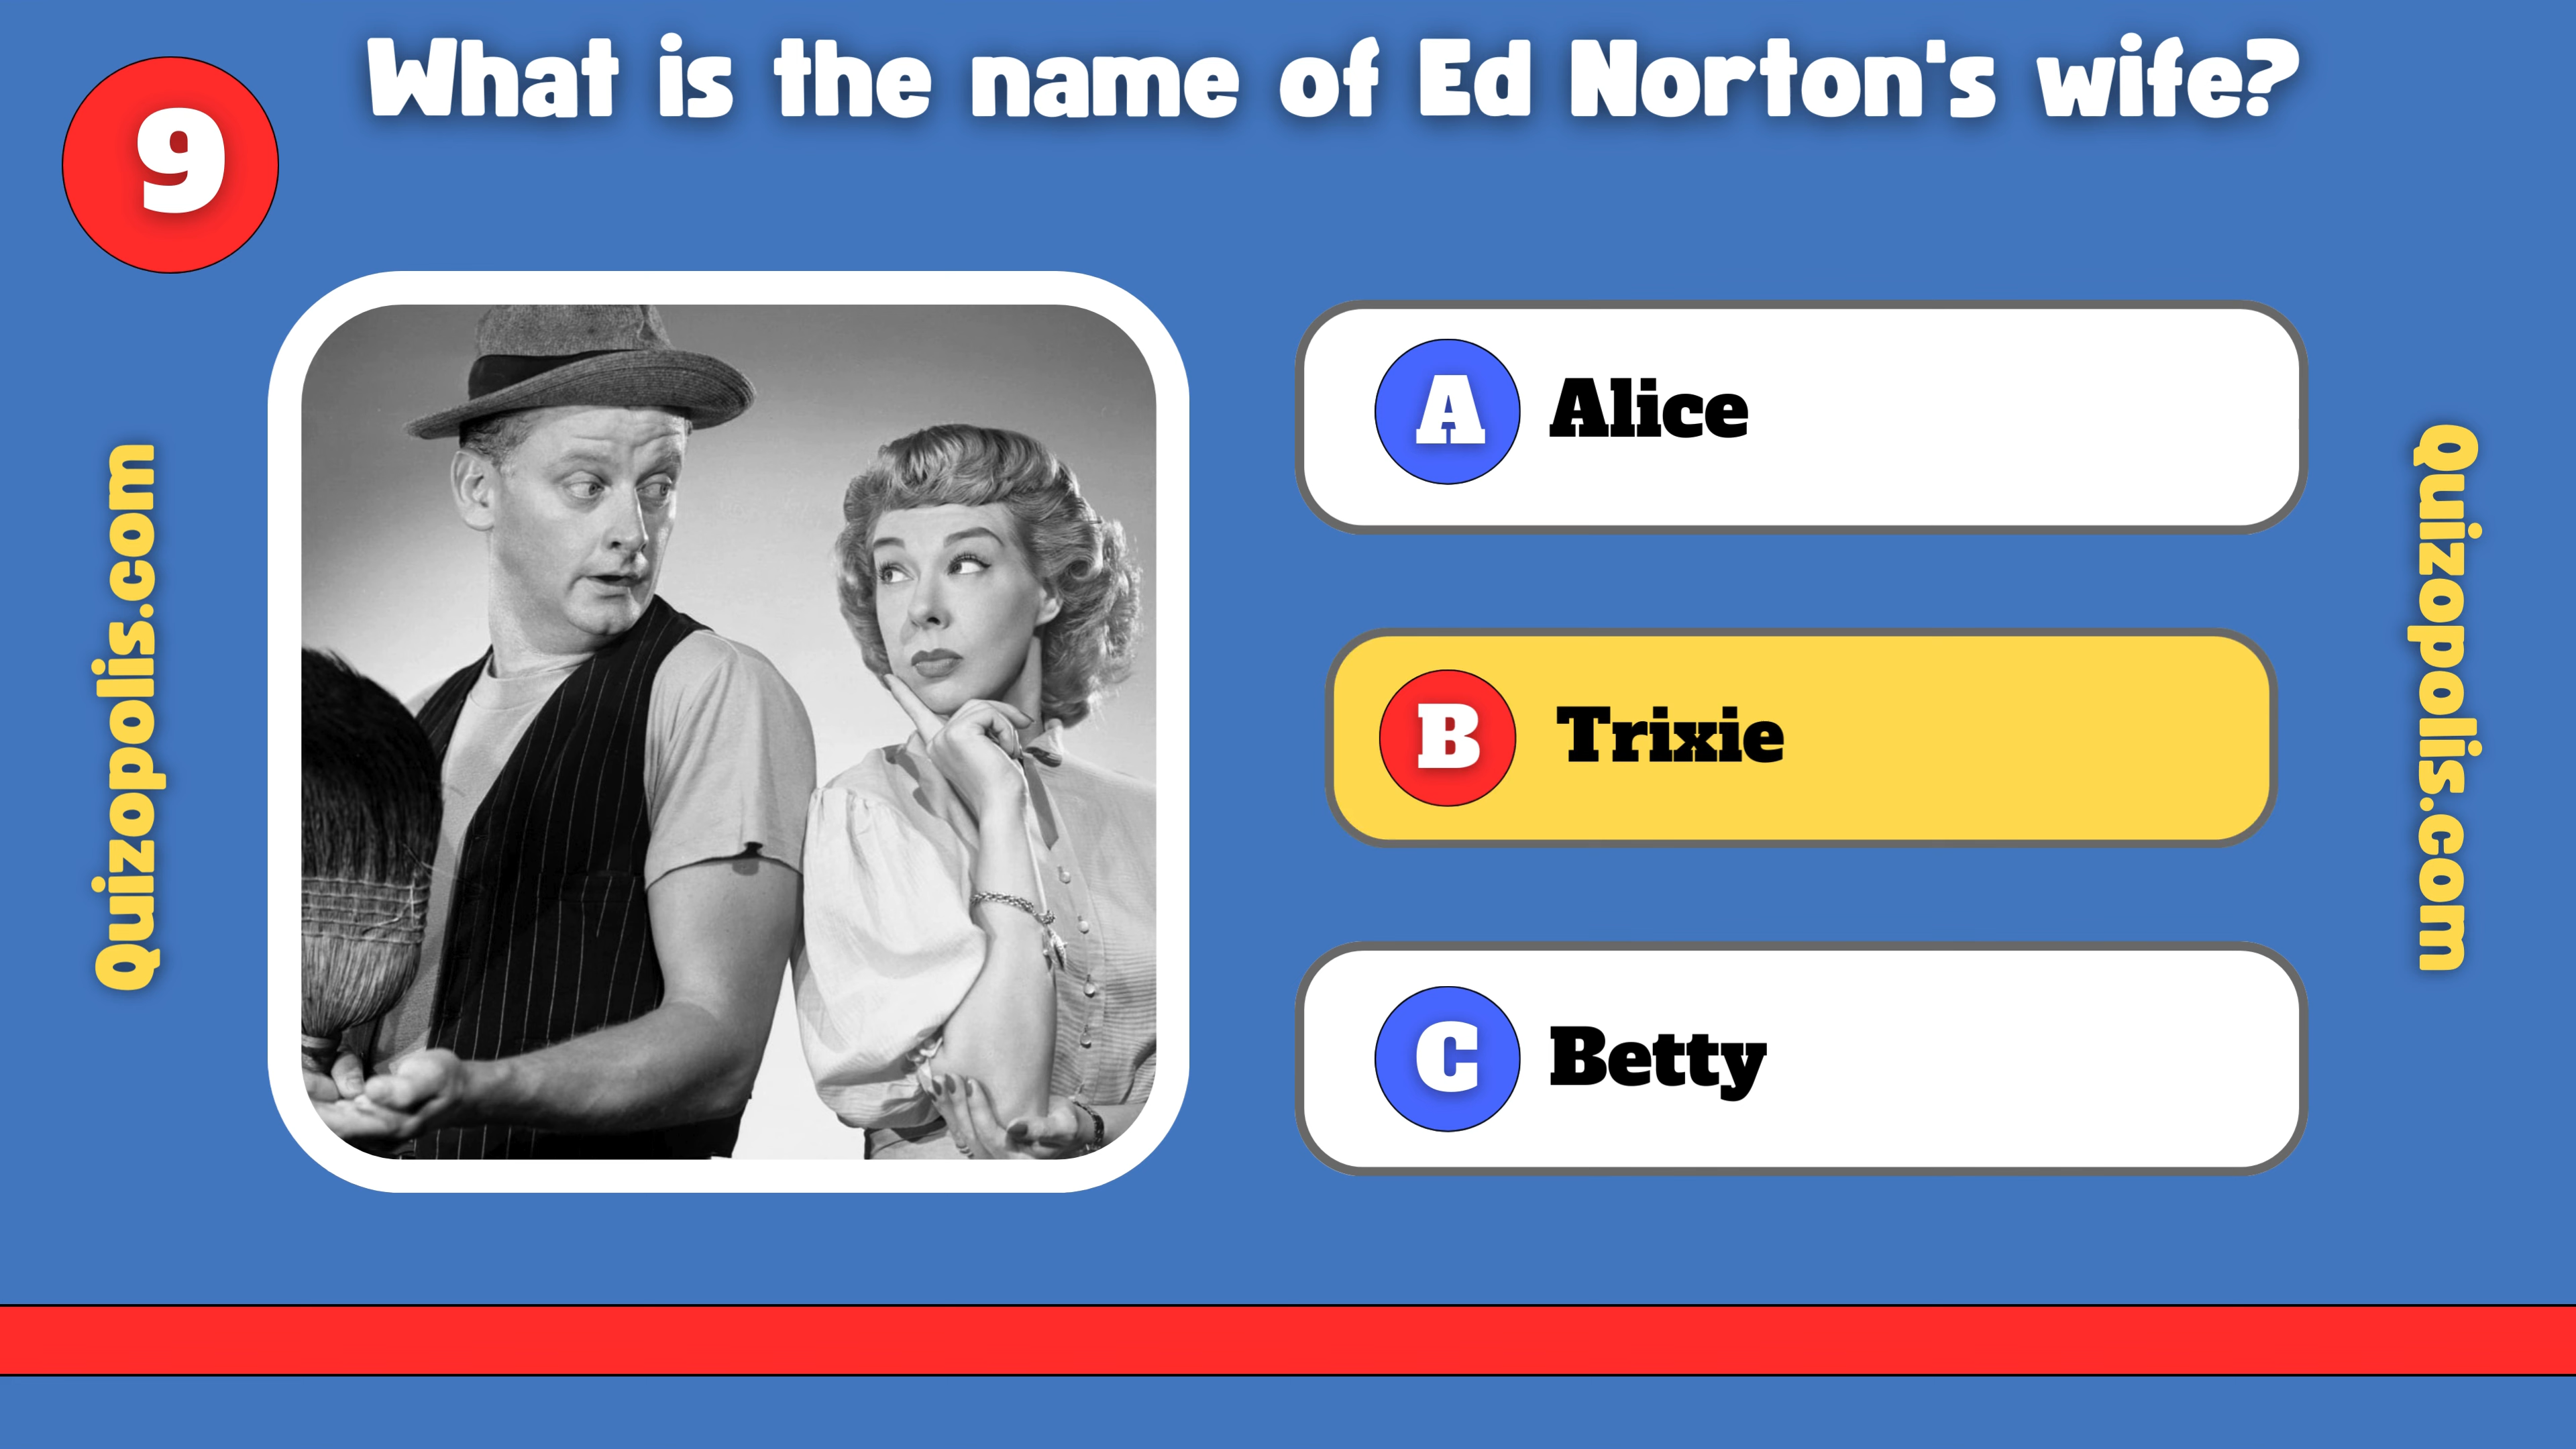 What is the name of Ed Norton's wife?
9
Quizopolis.com
A Alice
B Trixie
C Betty
Quizopolis.com